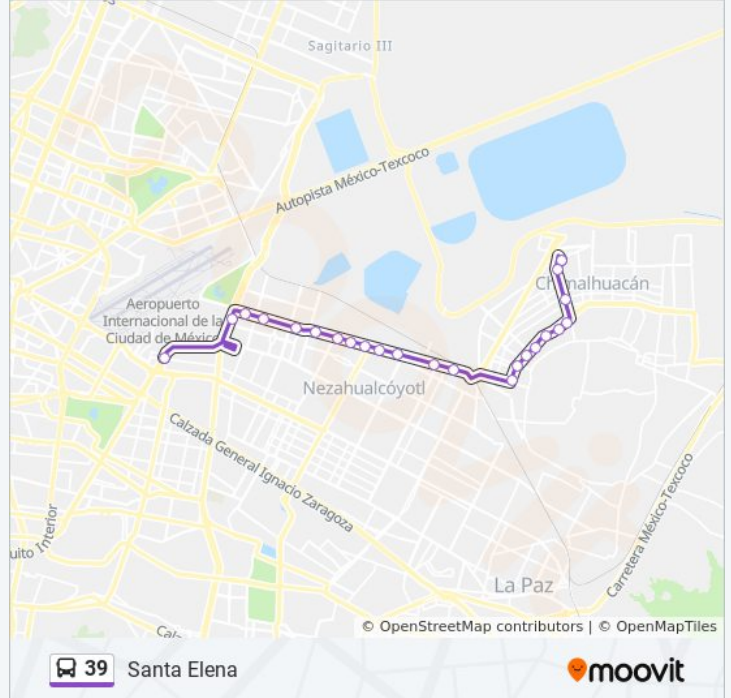 Sagitario III
Autopista México-Texcoco
Chimalhuacán
Aeropuerto
Internacional de la
Ciudad de México
Nezahualcóyotl
Calzada General Ignacio Zaragoza
uito Interior
Carretera México-Texcoco
La Paz
Calz
© OpenStreetMap contributors | © OpenMapTiles
39 Santa Elena
moovit